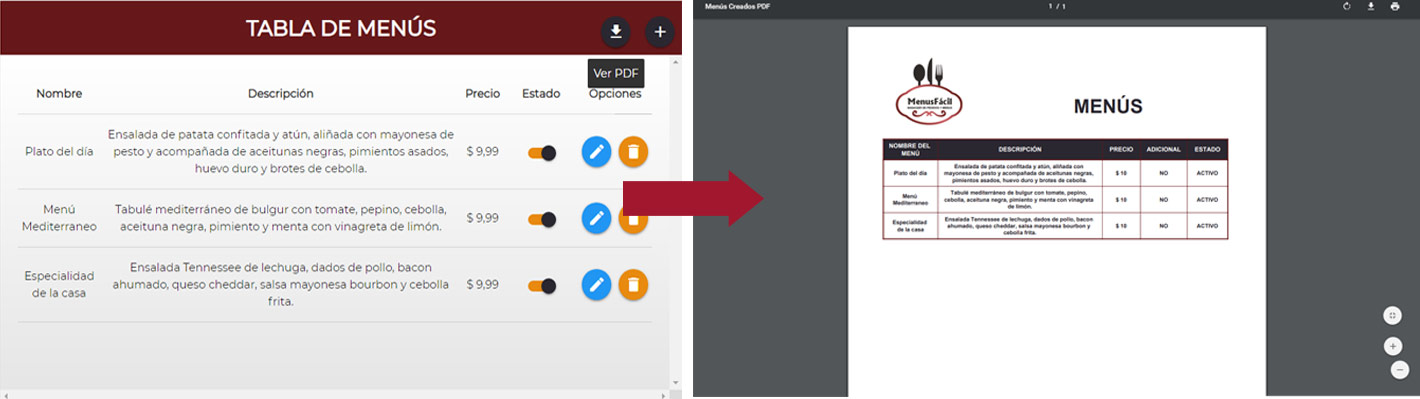 TABLA DE MENÚS
Ver PDF
Nombre Descripción Precio Estado Opciones
Plato del día
Ensalada de patata confitada y atún, aliñada con mayonesa de
pesto y acompañada de aceitunas negras, pimientos asados,
huevo duro y brotes de cebolla.
$ 9,99
Menú
Mediterraneo
Tabulé mediterráneo de bulgur con tomate, pepino, cebolla,
aceituna negra, pimiento y menta con vinagreta de limón.
$ 9,99
Especialidad
de la casa
Ensalada Tennessee de lechuga, dados de pollo, bacon
ahumado, queso cheddar, salsa mayonesa bourbon y cebolla
frita.
$ 9,99
Menús Creados PDF
1 / 1
MenusFácil
MENÚS
NOMBRE DEL
MENÚ
DESCRIPCIÓN PRECIO ADICIONAL ESTADO
Plato del día
Ensalada de patata confitada y atún, aliñada con
mayonesa de pesto y acompañada de aceitunas negras,
pimientos asados, huevo duro y brotes de cebolla.
$ 10 NO ACTIVO
Menú
Mediterraneo
Tabulé mediterráneo de bulgur con tomate, pepino,
cebolla, aceituna negra, pimiento y menta con vinagreta
de limón.
$ 10 NO ACTIVO
Especialidad
de la casa
Ensalada Tennessee de lechuga, dados de pollo, bacon
ahumado, queso cheddar, salsa mayonesa bourbon y
cebolla frita.
$ 10 NO ACTIVO